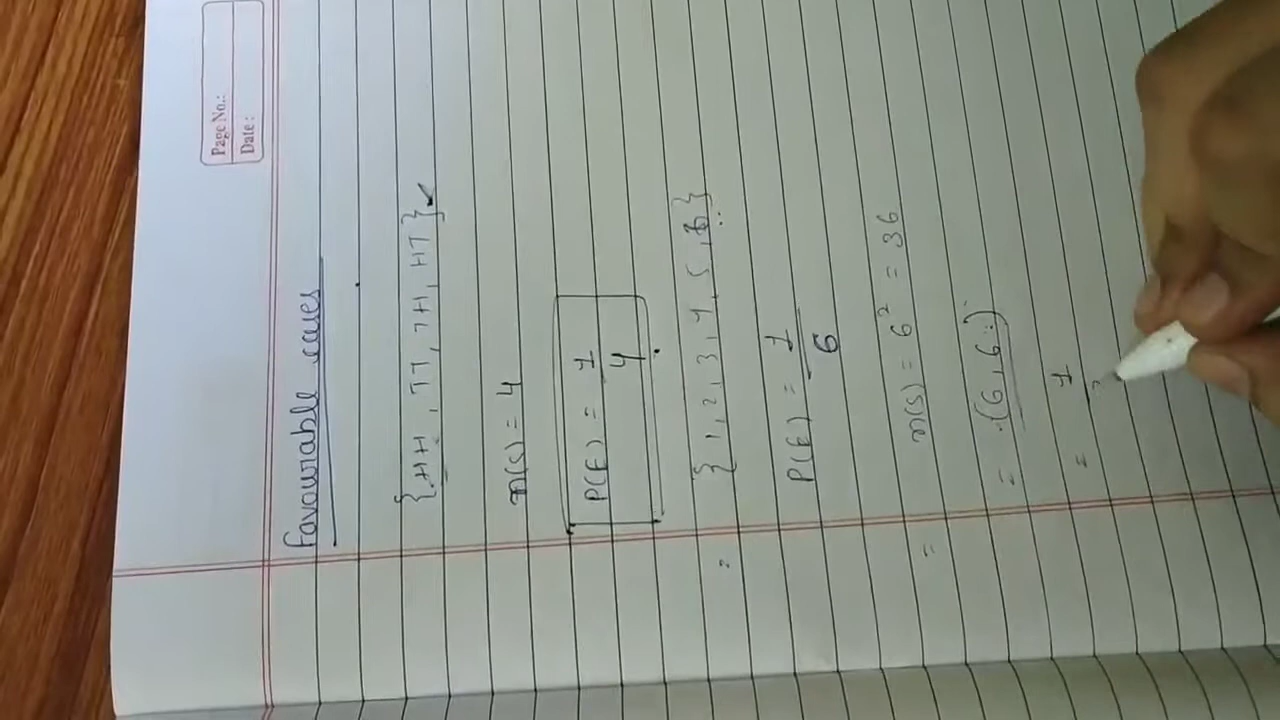 Page No.:
Date:
favourable cases
{HH, TT, TH, HT}
n(S) = 4
P(E) = 1/4
= {1, 2, 3, 4, 5, 6}
P(E) = 1/6
= n(S) = 6² = 36
= (6, 6)
= 1